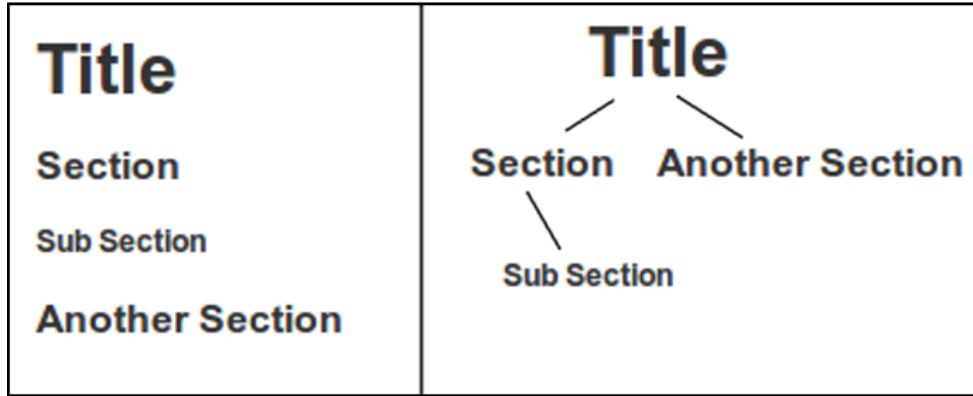 Title
Section
Sub Section
Another Section
Title
Section Another Section
Sub Section